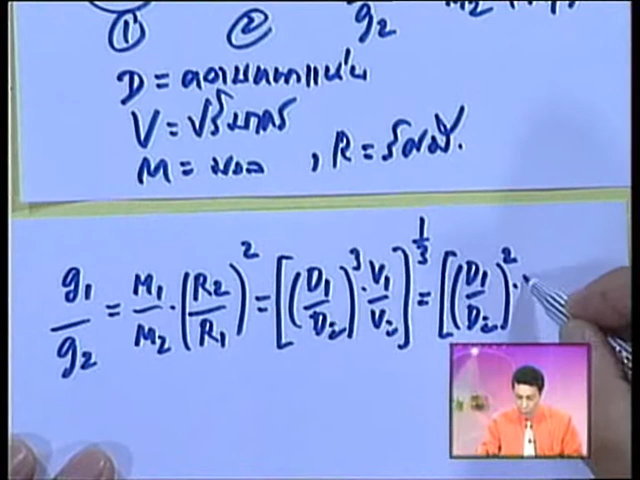 ① ② g₂ M₂
D = ความหนาแน่น
V = ปริมาตร
M = มวล , R = รัศมี.
g₁/g₂ = M₁/M₂ · (R₂/R₁)² = [(D₁/D₂)³ · V₁/V₂]^(1/3) = [(D₁/D₂)² ·